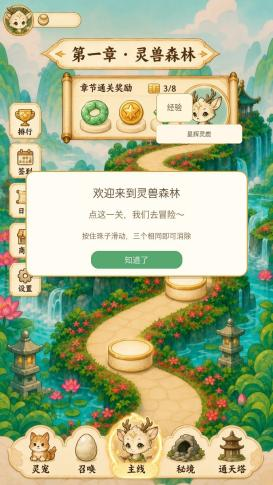 第一章·灵兽森林
章节通关奖励
3/8
经验
星辉灵鹿
排行
签到
日
商
设置
欢迎来到灵兽森林
点这一关，我们去冒险～
按住珠子滑动，三个相同即可消除
知道了
灵宠
召唤
主线
秘境
通天塔